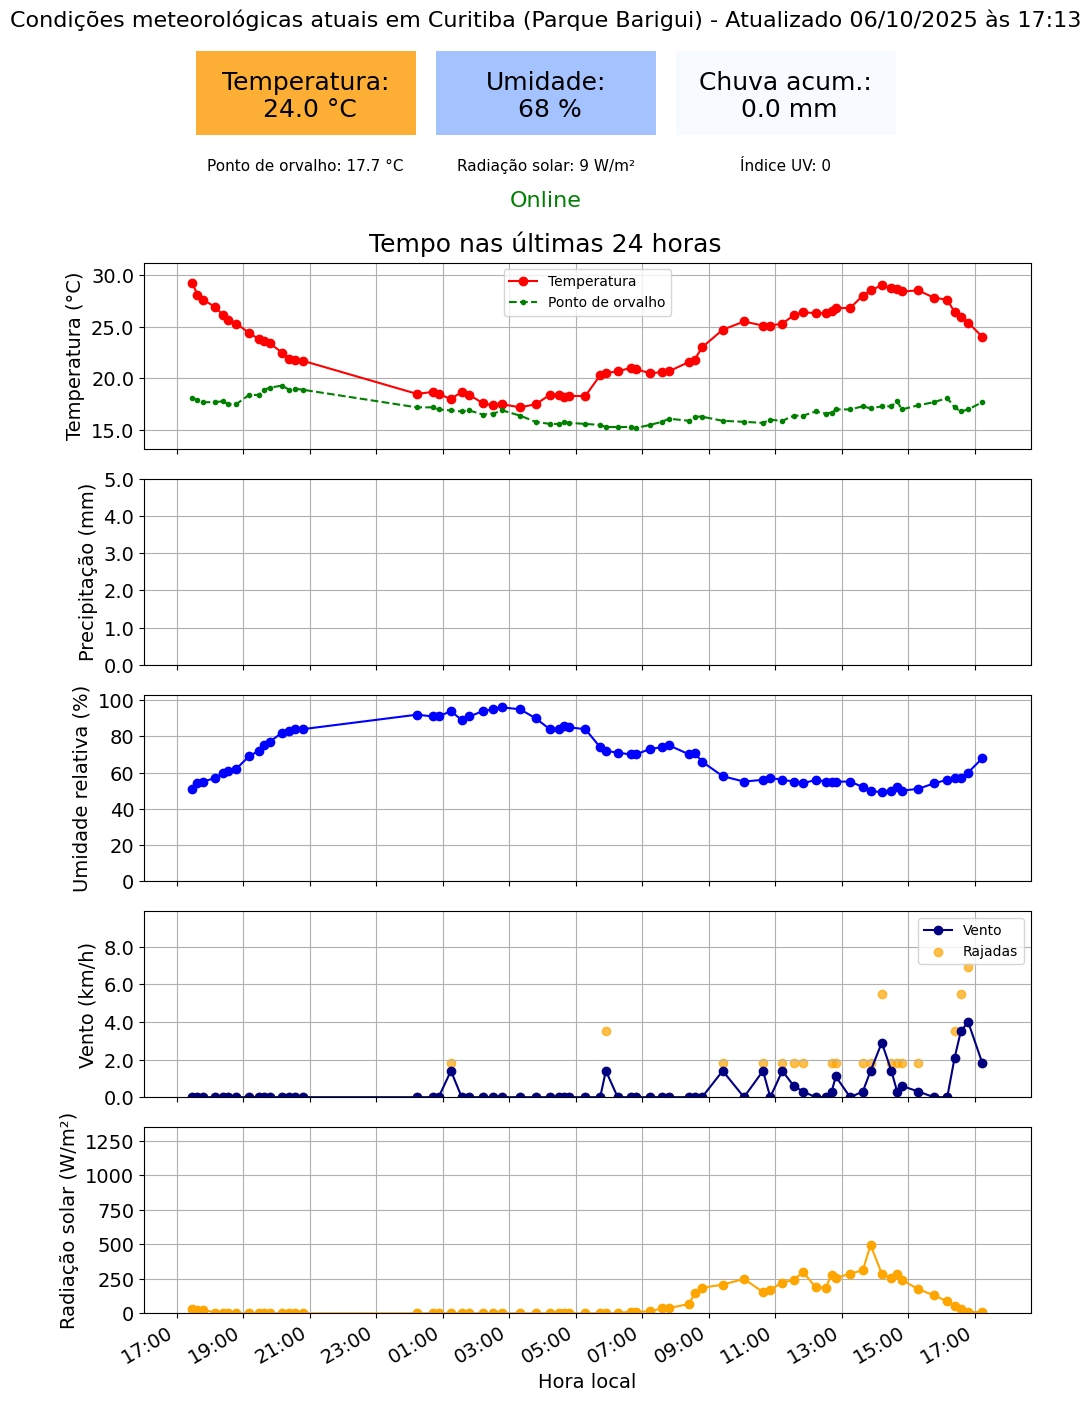 Condições meteorológicas atuais em Curitiba (Parque Barigui) - Atualizado 06/10/2025 às 17:13
Temperatura:
24.0 °C
Umidade:
68 %
Chuva acum.:
0.0 mm
Ponto de orvalho: 17.7 °C
Radiação solar: 9 W/m²
Índice UV: 0
Online
Tempo nas últimas 24 horas
Temperatura (°C)
30.0
25.0
20.0
15.0
Temperatura
Ponto de orvalho
Precipitação (mm)
5.0
4.0
3.0
2.0
1.0
0.0
Umidade relativa (%)
100
80
60
40
20
0
Vento (km/h)
8.0
6.0
4.0
2.0
0.0
Vento
Rajadas
Radiação solar (W/m²)
1250
1000
750
500
250
0
17:00
19:00
21:00
23:00
01:00
03:00
05:00
07:00
09:00
11:00
13:00
15:00
17:00
Hora local